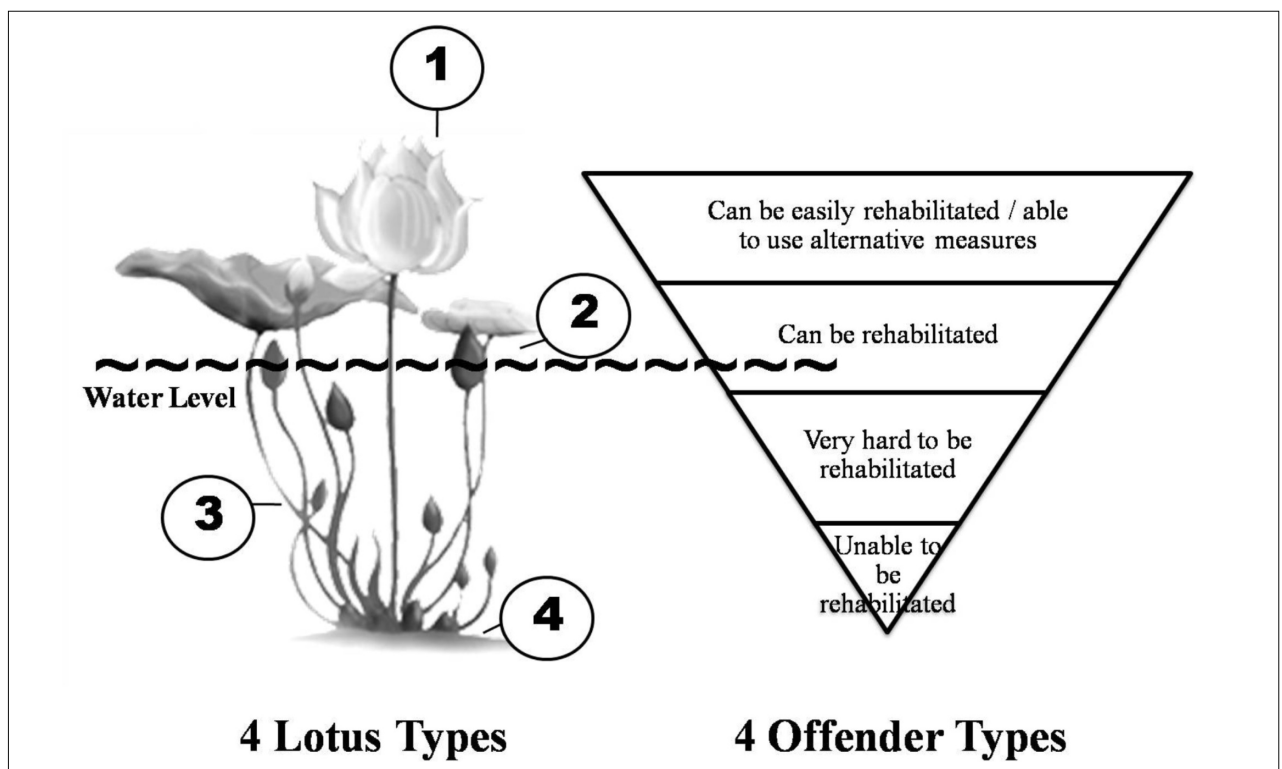 1
Can be easily rehabilitated / able
to use alternative measures
2
Can be rehabilitated
Water Level
Very hard to be
rehabilitated
3
Unable to
be
rehabilitated
4
4 Lotus Types
4 Offender Types